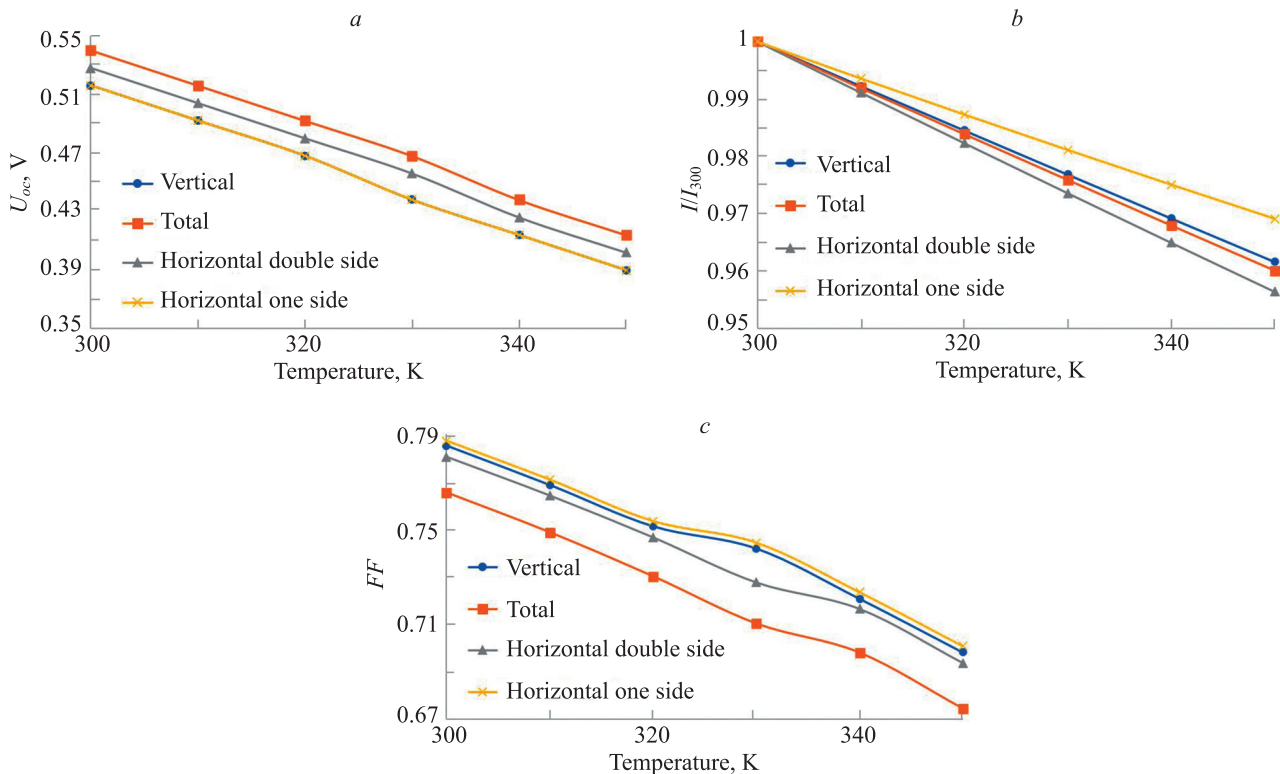 a
0.55
0.51
0.47
0.43
0.39
0.35
U_oc, V
Vertical
Total
Horizontal double side
Horizontal one side
300
320
340
Temperature, K
b
1
0.99
0.98
0.97
0.96
0.95
I/I_300
Vertical
Total
Horizontal double side
Horizontal one side
300
320
340
Temperature, K
c
0.79
0.75
0.71
0.67
FF
Vertical
Total
Horizontal double side
Horizontal one side
300
320
340
Temperature, K